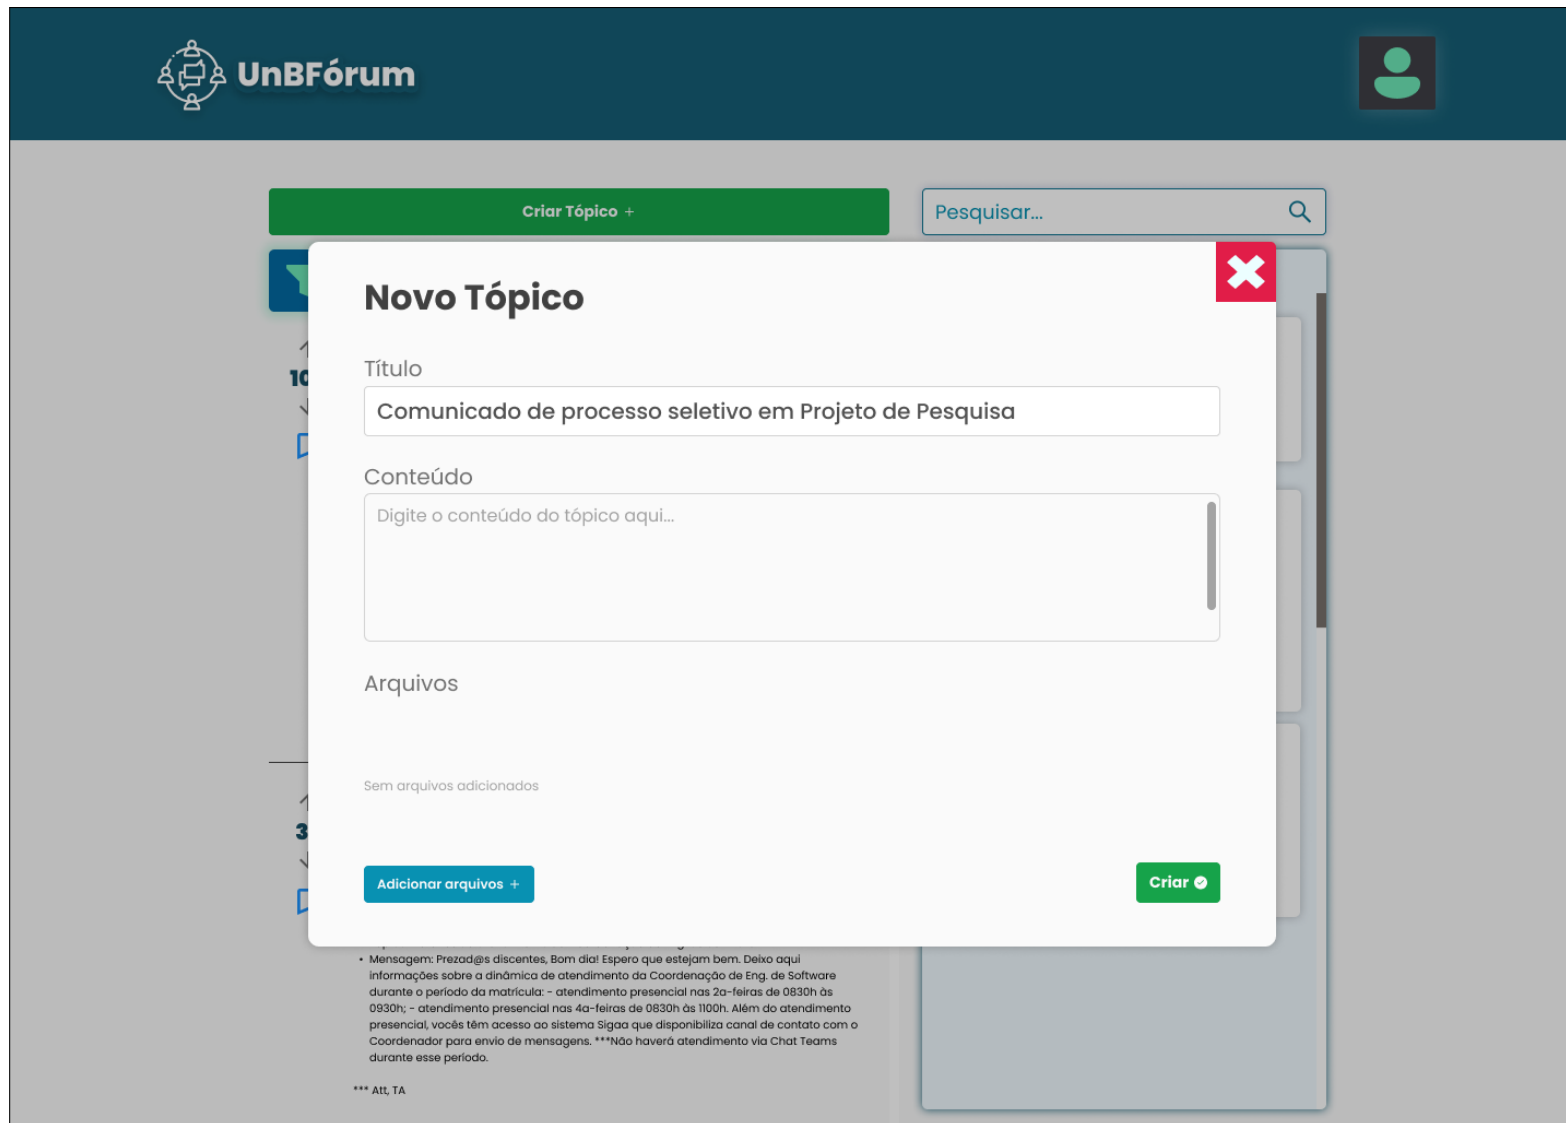 UnBFórum
Criar Tópico +
Pesquisar...
Novo Tópico
Título
Comunicado de processo seletivo em Projeto de Pesquisa
Conteúdo
Digite o conteúdo do tópico aqui...
Arquivos
Sem arquivos adicionados
Adicionar arquivos +
Criar
10
3
• Mensagem: Prezad@s discentes, Bom dia! Espero que estejam bem. Deixo aqui
informações sobre a dinâmica de atendimento da Coordenação de Eng. de Software
durante o período da matrícula: - atendimento presencial nas 2a-feiras de 0830h às
0930h; - atendimento presencial nas 4a-feiras de 0830h às 1100h. Além do atendimento
presencial, vocês têm acesso ao sistema Sigaa que disponibiliza canal de contato com o
Coordenador para envio de mensagens. ***Não haverá atendimento via Chat Teams
durante esse período.
*** Att, TA